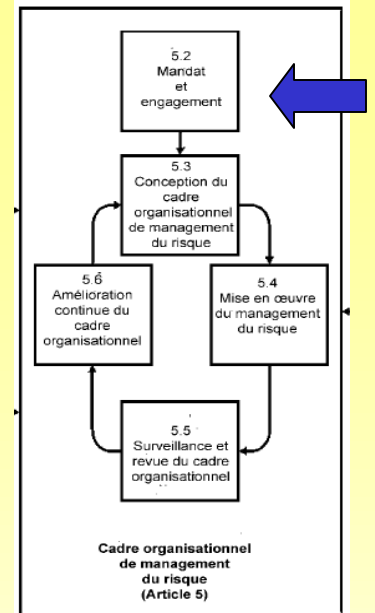 5.2
Mandat
et
engagement
5.3
Conception du
cadre
organisationnel
de management
du risque
5.6
Amélioration
continue du
cadre
organisationnel
5.4
Mise en œuvre
du management
du risque
5.5
Surveillance et
revue du cadre
organisationnel
Cadre organisationnel
de management
du risque
(Article 5)